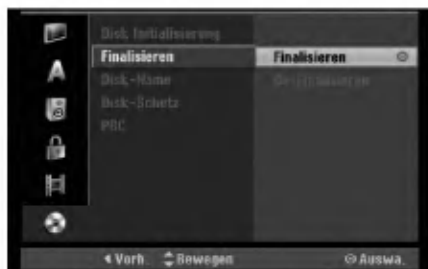 Disk Initialisierung
Finalisieren
Finalisieren
Disk-Name
Disk-Schutz
PBC
Vorh. Bewegen Auswa.